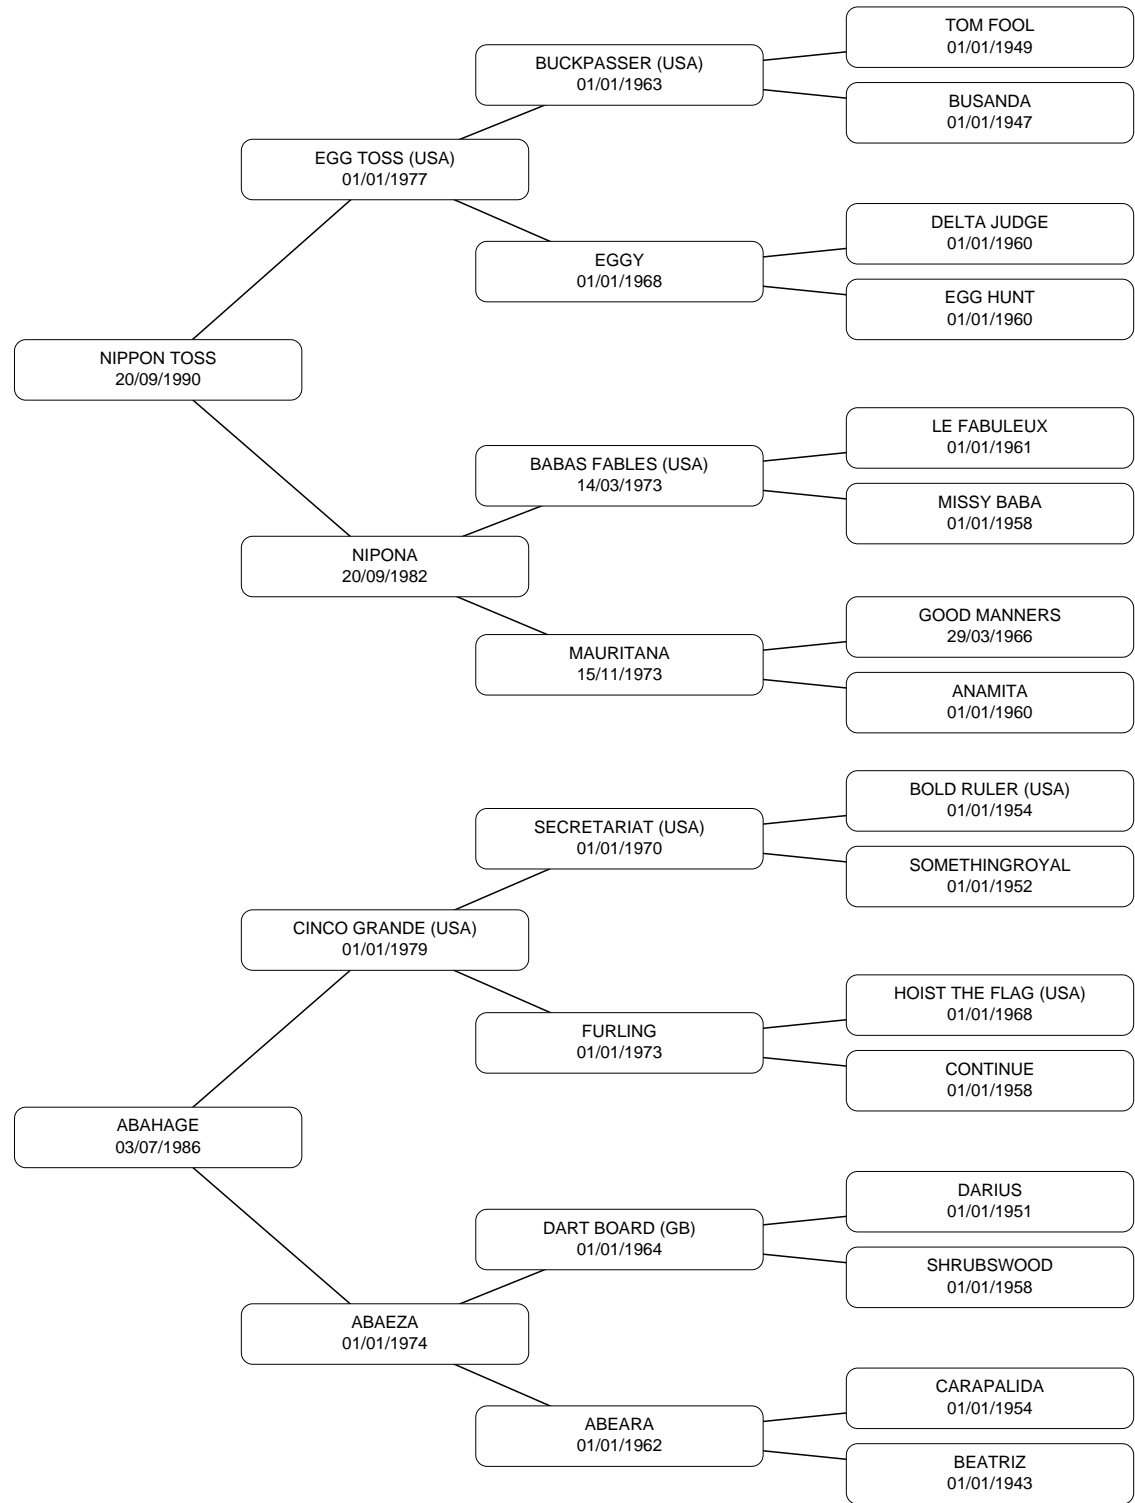 TOM FOOL
01/01/1949
BUCKPASSER (USA)
01/01/1963
BUSANDA
01/01/1947
EGG TOSS (USA)
01/01/1977
DELTA JUDGE
01/01/1960
EGGY
01/01/1968
EGG HUNT
01/01/1960
NIPPON TOSS
20/09/1990
LE FABULEUX
01/01/1961
BABAS FABLES (USA)
14/03/1973
MISSY BABA
01/01/1958
NIPONA
20/09/1982
GOOD MANNERS
29/03/1966
MAURITANA
15/11/1973
ANAMITA
01/01/1960
BOLD RULER (USA)
01/01/1954
SECRETARIAT (USA)
01/01/1970
SOMETHINGROYAL
01/01/1952
CINCO GRANDE (USA)
01/01/1979
HOIST THE FLAG (USA)
01/01/1968
FURLING
01/01/1973
CONTINUE
01/01/1958
ABAHAGE
03/07/1986
DARIUS
01/01/1951
DART BOARD (GB)
01/01/1964
SHRUBSWOOD
01/01/1958
ABAEZA
01/01/1974
CARAPALIDA
01/01/1954
ABEARA
01/01/1962
BEATRIZ
01/01/1943